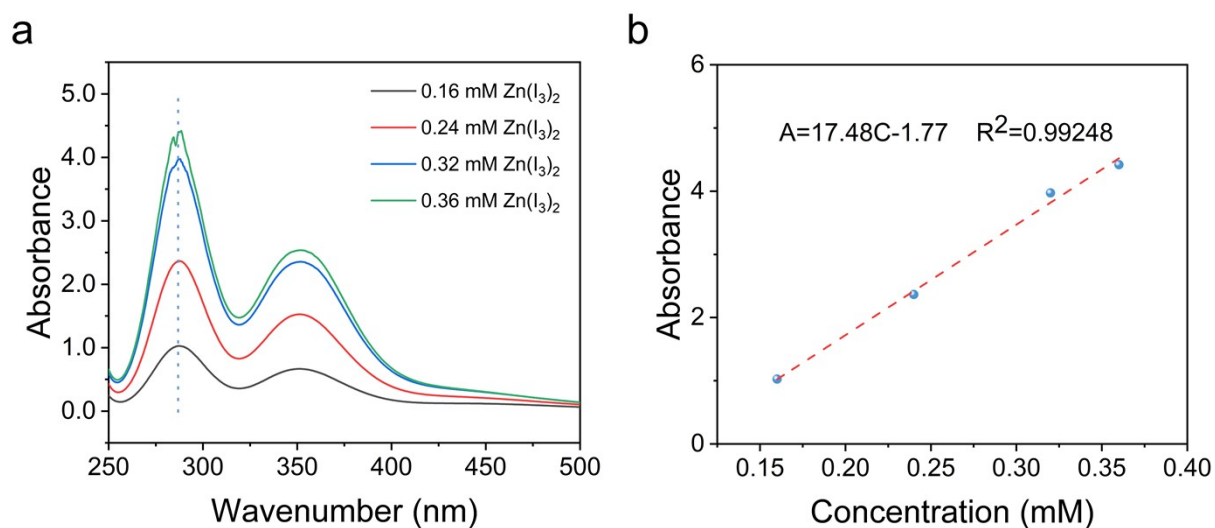 a
5.0
4.0
3.0
2.0
1.0
0.0
Absorbance
250 300 350 400 450 500
Wavenumber (nm)
0.16 mM Zn(I₃)₂
0.24 mM Zn(I₃)₂
0.32 mM Zn(I₃)₂
0.36 mM Zn(I₃)₂
b
6
4
2
0
Absorbance
A=17.48C-1.77 R²=0.99248
0.15 0.20 0.25 0.30 0.35 0.40
Concentration (mM)